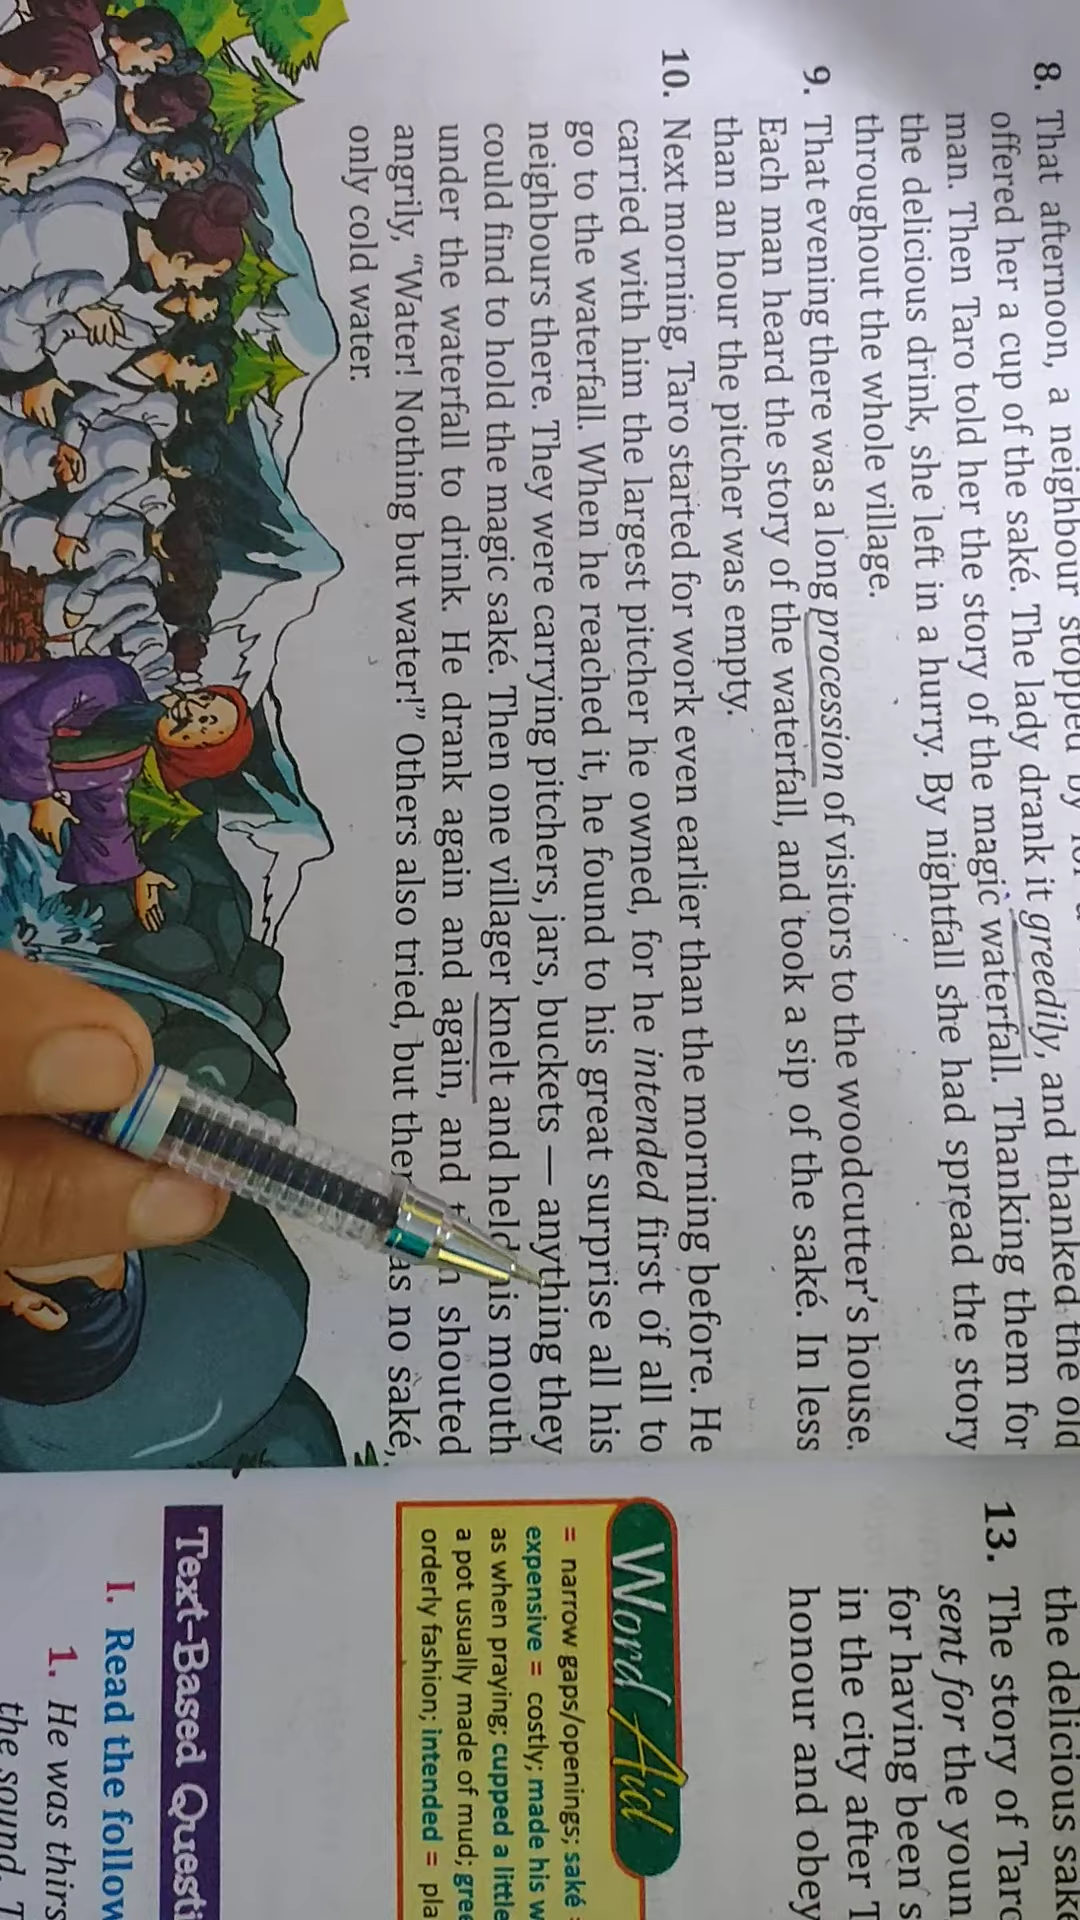 8. That afternoon, a neighbour stopped by
offered her a cup of the saké. The lady drank it greedily, and thanked the old
man. Then Taro told her the story of the magic waterfall. Thanking them for
the delicious drink, she left in a hurry. By nightfall she had spread the story
throughout the whole village.
9. That evening there was a long procession of visitors to the woodcutter's house.
Each man heard the story of the waterfall, and took a sip of the saké. In less
than an hour the pitcher was empty.
10. Next morning, Taro started for work even earlier than the morning before. He
carried with him the largest pitcher he owned, for he intended first of all to
go to the waterfall. When he reached it, he found to his great surprise all his
neighbours there. They were carrying pitchers, jars, buckets — anything they
could find to hold the magic saké. Then one villager knelt and held his mouth
under the waterfall to drink. He drank again and again, and shouted
angrily, "Water! Nothing but water!" Others also tried, but no saké,
only cold water.
the delicious saké
13. The story of Taro
sent for the youn
for having been s
in the city after T
honour and obey
Word Aid
= narrow gaps/openings; saké
expensive = costly; made his w
as when praying; cupped a little
a pot usually made of mud; gree
orderly fashion; intended = pla
Text-Based Questi
I. Read the follow
1. He was thirs
the sound. T